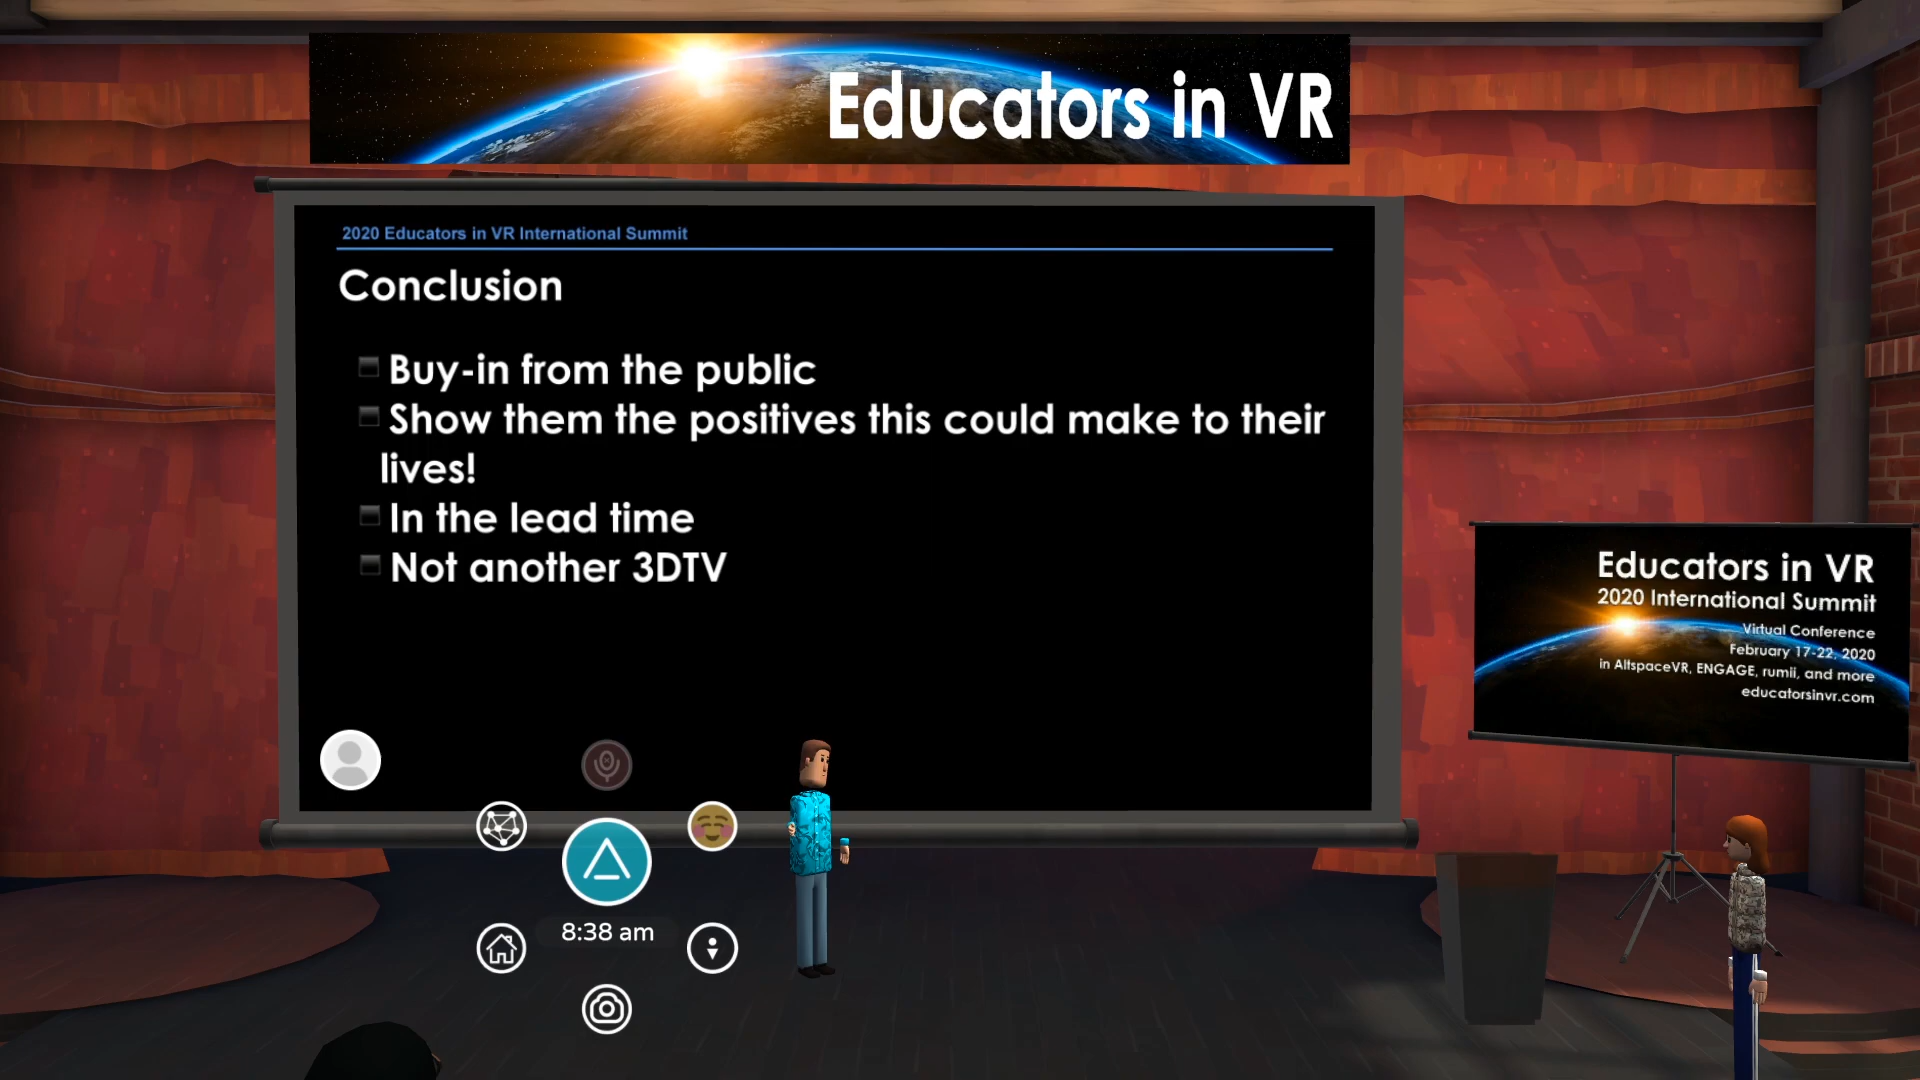 Educators in VR
2020 Educators in VR International Summit
Conclusion
Buy-in from the public
Show them the positives this could make to their
lives!
In the lead time
Not another 3DTV
Educators in VR
2020 International Summit
Virtual Conference
February 17-22, 2020
in AltspaceVR, ENGAGE, rumii, and more
educatorsinvr.com
8:38 am